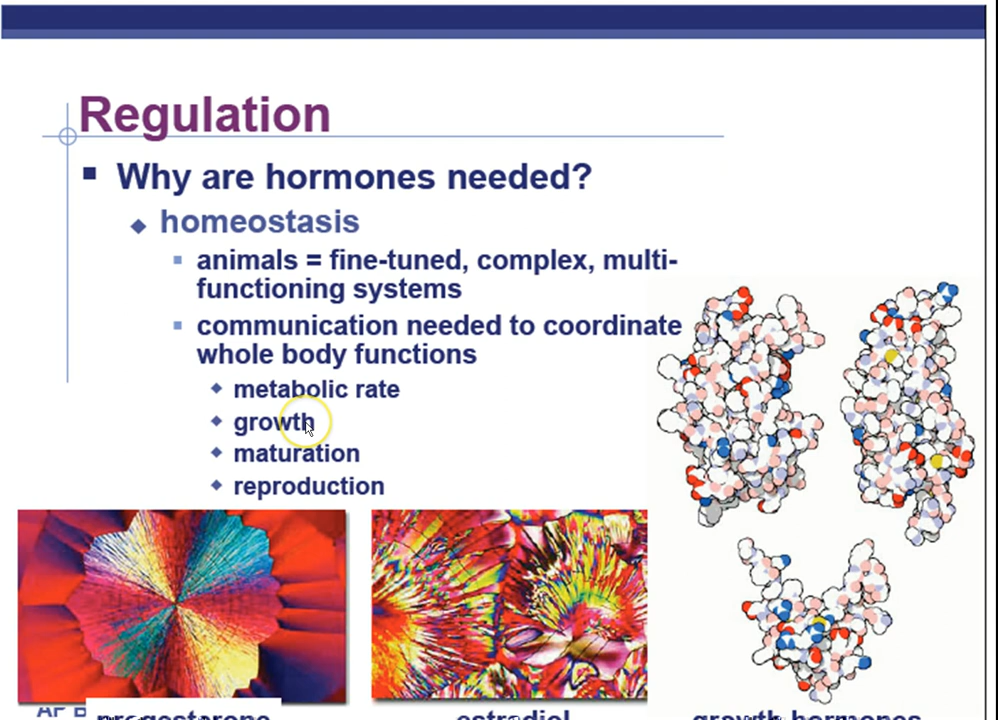 Regulation
Why are hormones needed?
homeostasis
animals = fine-tuned, complex, multi-
functioning systems
communication needed to coordinate
whole body functions
metabolic rate
growth
maturation
reproduction
AP B
progesterone
estradiol
growth hormones